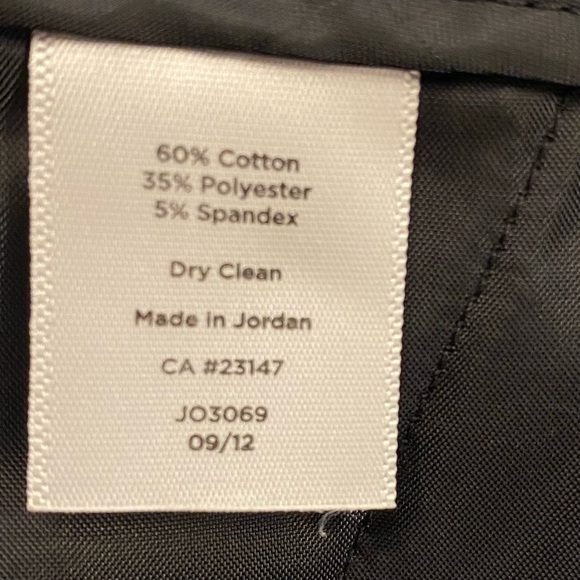 60% Cotton
35% Polyester
5% Spandex
Dry Clean
Made in Jordan
CA #23147
JO3069
09/12